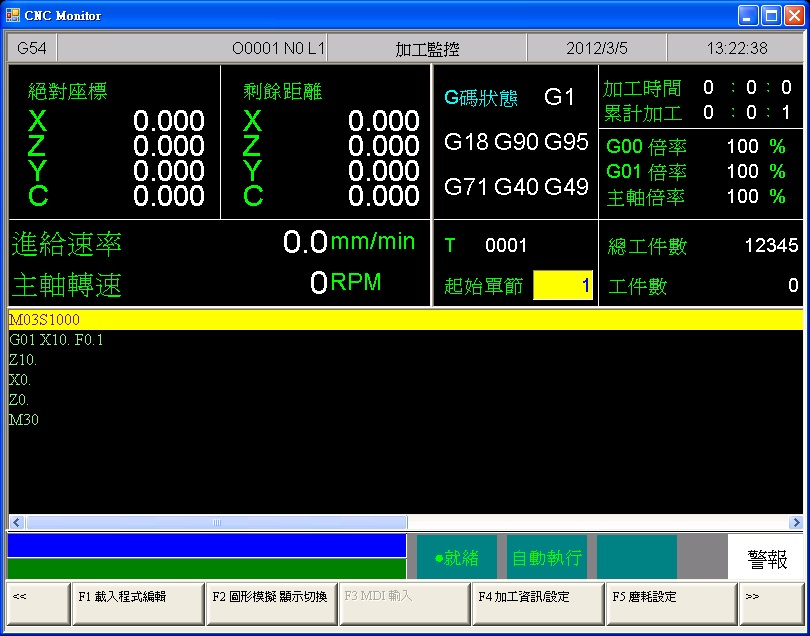 CNC Monitor
G54 O0001 N0 L1 加工監控 2012/3/5 13:22:38
絕對座標
X 0.000
Z 0.000
Y 0.000
C 0.000
剩餘距離
X 0.000
Z 0.000
Y 0.000
C 0.000
G碼狀態 G1
G18 G90 G95
G71 G40 G49
加工時間 0 : 0 : 0
累計加工 0 : 0 : 1
G00 倍率 100 %
G01 倍率 100 %
主軸倍率 100 %
進給速率 0.0 mm/min
主軸轉速 0 RPM
T 0001
起始單節 1
總工件數 12345
工件數 0
M03S1000
G01 X10. F0.1
Z10.
X0.
Z0.
M30
●就緒 自動執行 警報
<< F1 載入程式編輯 F2 圖形模擬 顯示切換 F3 MDI 輸入 F4 加工資訊/設定 F5 磨耗設定 >>